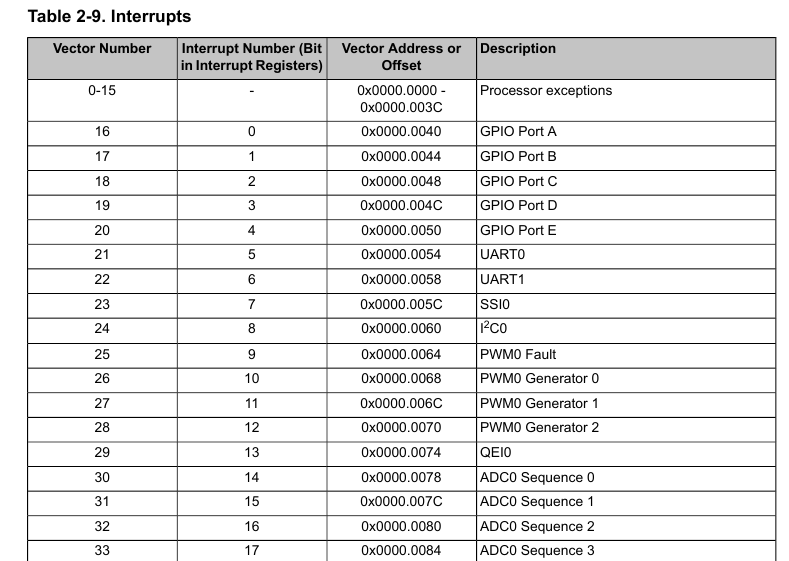 Table 2-9. Interrupts
Vector Number Interrupt Number (Bit in Interrupt Registers) Vector Address or Offset Description
0-15 - 0x0000.0000 - 0x0000.003C Processor exceptions
16 0 0x0000.0040 GPIO Port A
17 1 0x0000.0044 GPIO Port B
18 2 0x0000.0048 GPIO Port C
19 3 0x0000.004C GPIO Port D
20 4 0x0000.0050 GPIO Port E
21 5 0x0000.0054 UART0
22 6 0x0000.0058 UART1
23 7 0x0000.005C SSI0
24 8 0x0000.0060 I²C0
25 9 0x0000.0064 PWM0 Fault
26 10 0x0000.0068 PWM0 Generator 0
27 11 0x0000.006C PWM0 Generator 1
28 12 0x0000.0070 PWM0 Generator 2
29 13 0x0000.0074 QEI0
30 14 0x0000.0078 ADC0 Sequence 0
31 15 0x0000.007C ADC0 Sequence 1
32 16 0x0000.0080 ADC0 Sequence 2
33 17 0x0000.0084 ADC0 Sequence 3